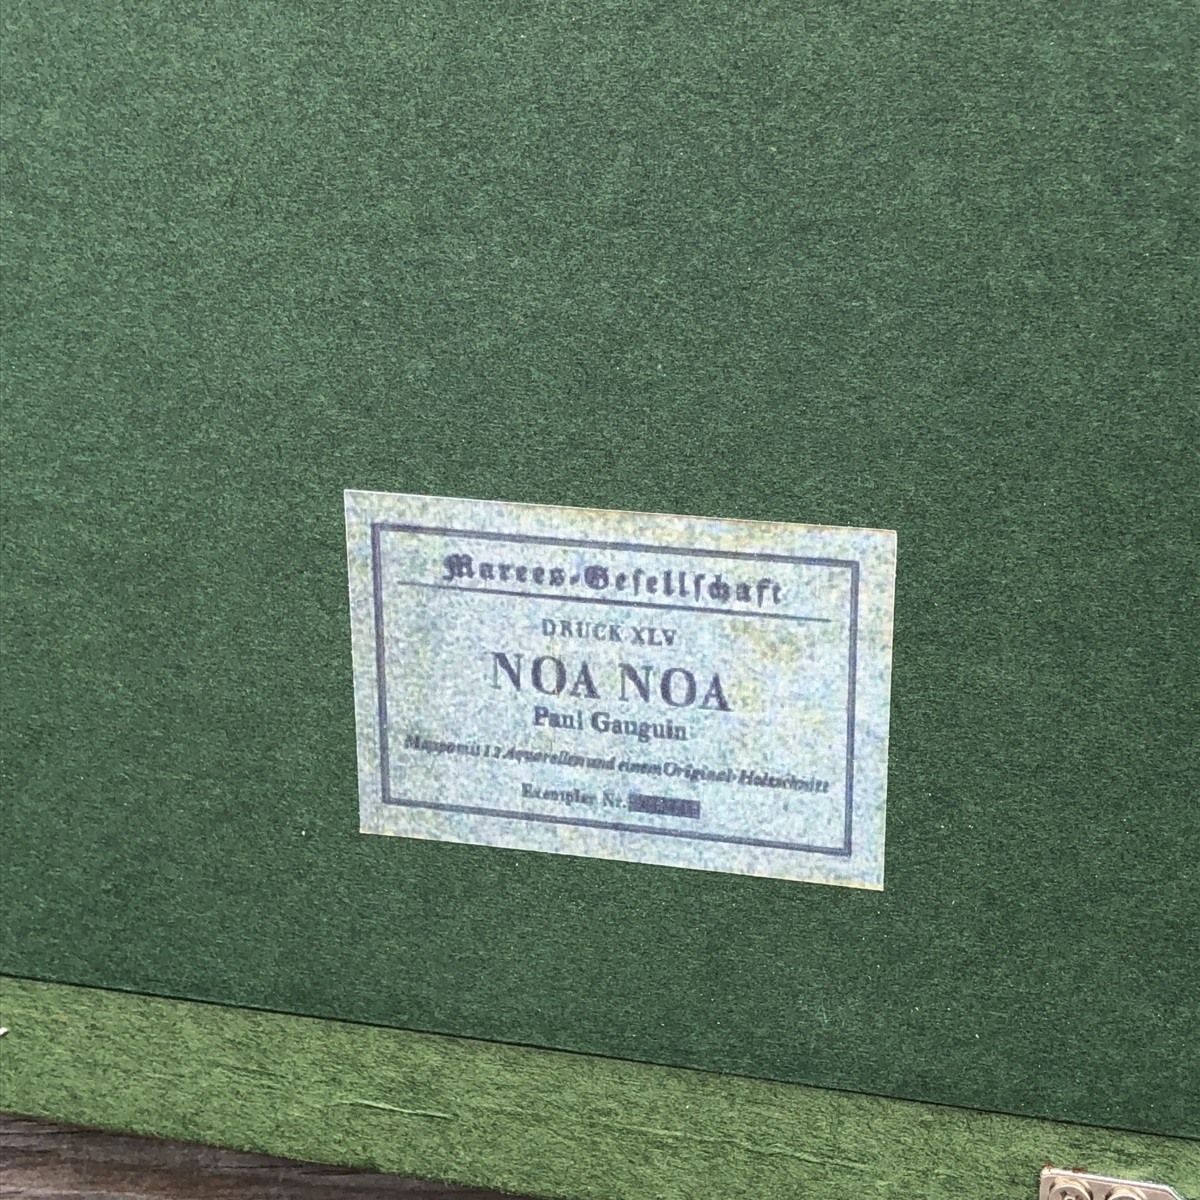 Marees-Gesellschaft
DRUCK XLV
NOA NOA
Paul Gauguin
Mappe mit 12 Aquarellen und einem Original-Holzschnitt
Exemplar Nr.